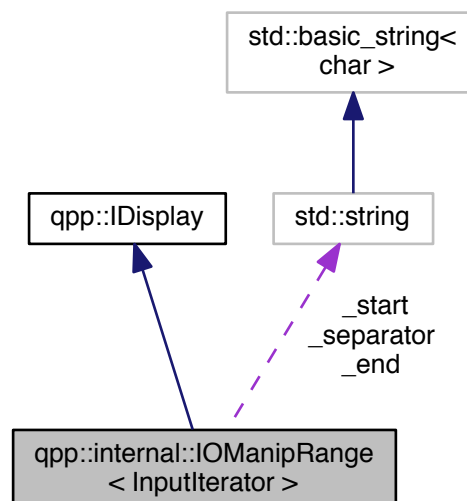 std::basic_string<
char >
qpp::IDisplay
std::string
_start
_separator
_end
qpp::internal::IOManipRange
< InputIterator >